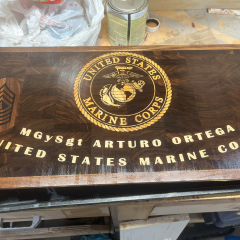 UNITED STATES
MARINE CORPS
MGySgt ARTURO ORTEGA
UNITED STATES MARINE CO